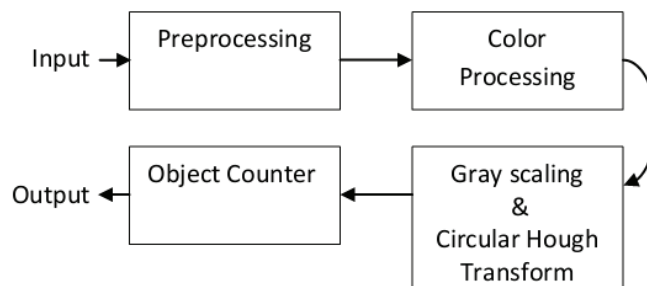 Input
Preprocessing
Color
Processing
Gray scaling
&
Circular Hough
Transform
Object Counter
Output